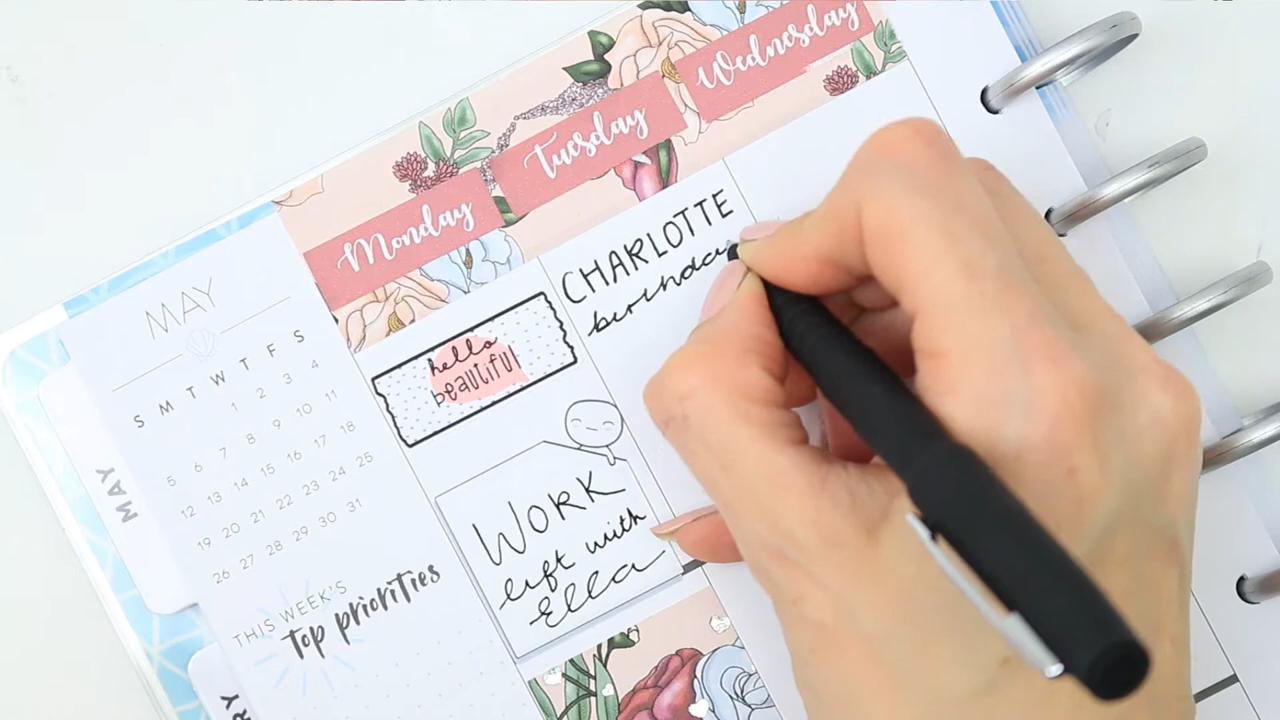 Monday
Tuesday
Wednesday
MAY
S M T W T F S
1 2 3 4
5 6 7 8 9 10 11
12 13 14 15 16 17 18
19 20 21 22 23 24 25
26 27 28 29 30 31
MAY
THIS WEEK'S
top priorities
RY
hello
beautiful
WORK
lift with
Ella
CHARLOTTE
birthda